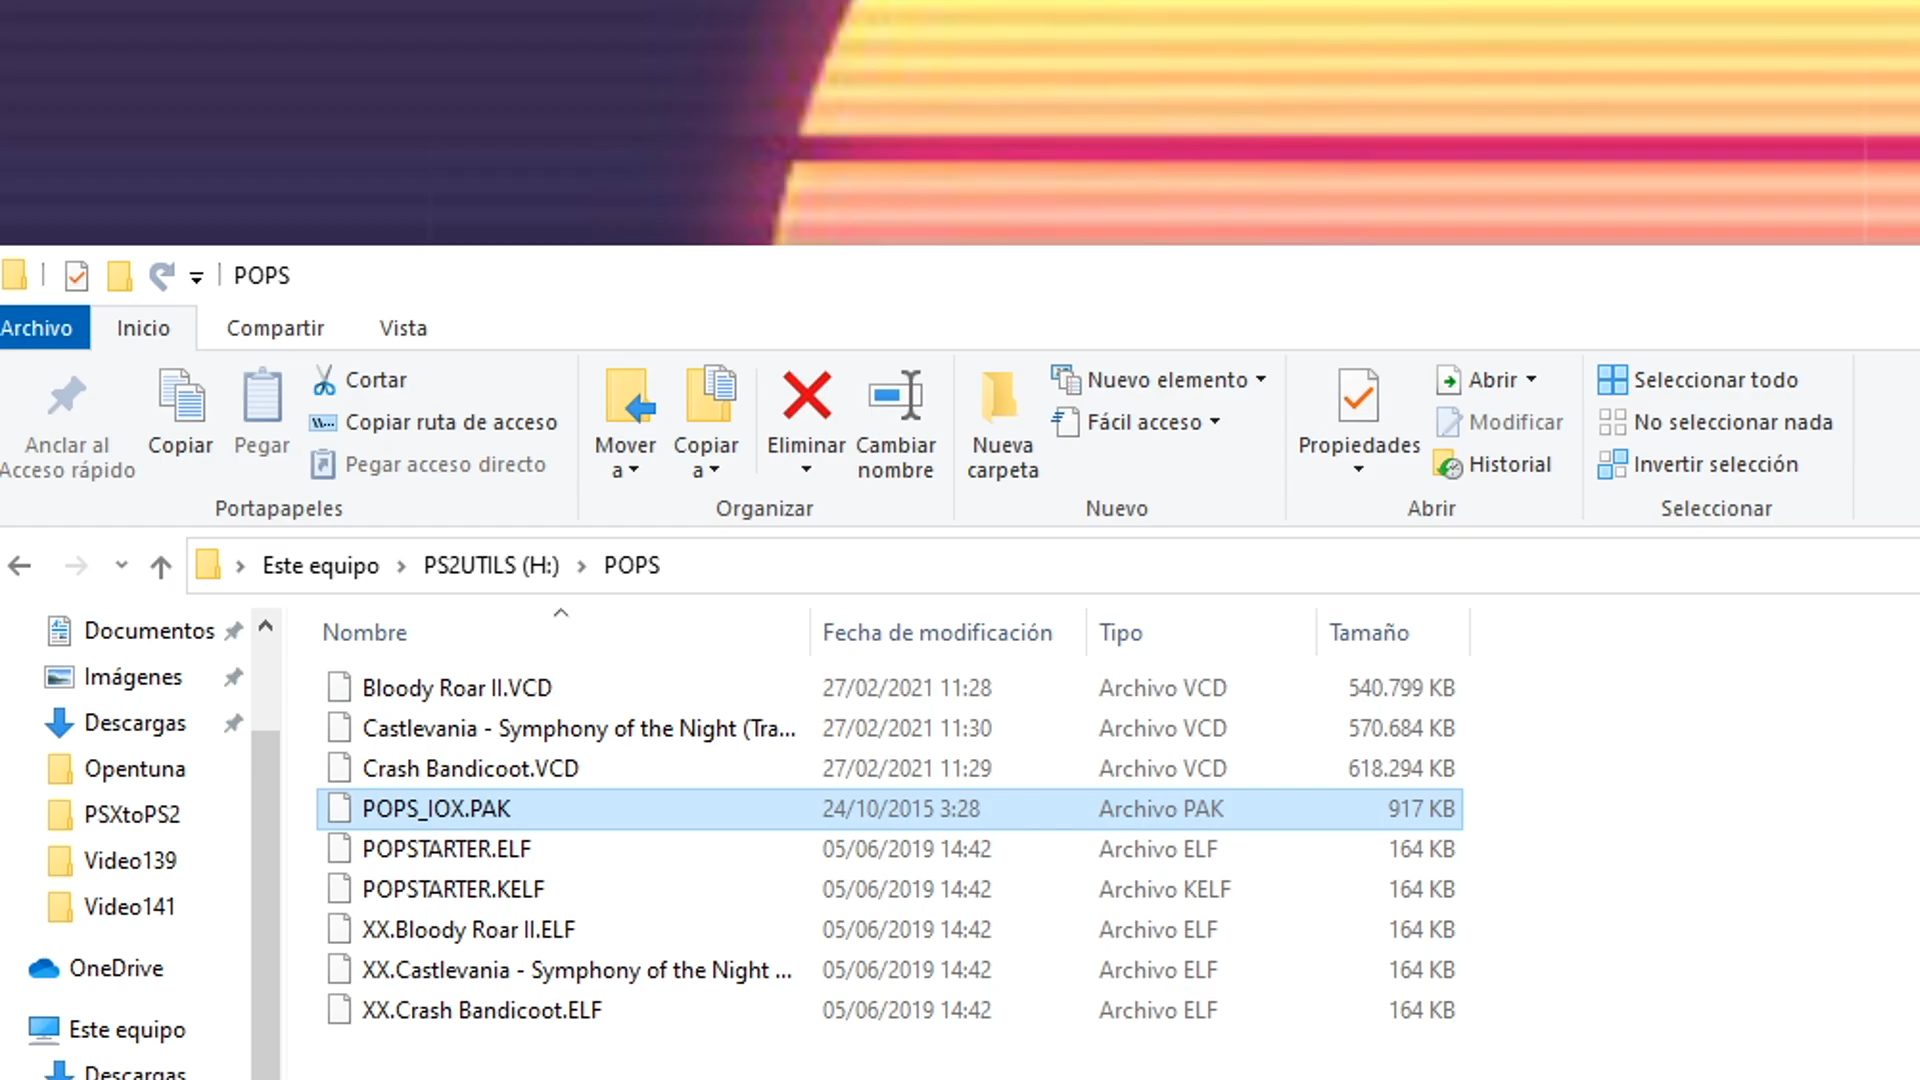 POPS
Archivo Inicio Compartir Vista
Anclar al Acceso rápido
Copiar
Pegar
Cortar
Copiar ruta de acceso
Pegar acceso directo
Portapapeles
Mover a
Copiar a
Eliminar
Cambiar nombre
Organizar
Nueva carpeta
Nuevo elemento
Fácil acceso
Nuevo
Propiedades
Abrir
Modificar
Historial
Abrir
Seleccionar todo
No seleccionar nada
Invertir selección
Seleccionar
Este equipo > PS2UTILS (H:) > POPS
Documentos
Imágenes
Descargas
Opentuna
PSXtoPS2
Video139
Video141
OneDrive
Este equipo
Descargas
Nombre Fecha de modificación Tipo Tamaño
Bloody Roar II.VCD 27/02/2021 11:28 Archivo VCD 540.799 KB
Castlevania - Symphony of the Night (Tra... 27/02/2021 11:30 Archivo VCD 570.684 KB
Crash Bandicoot.VCD 27/02/2021 11:29 Archivo VCD 618.294 KB
POPS_IOX.PAK 24/10/2015 3:28 Archivo PAK 917 KB
POPSTARTER.ELF 05/06/2019 14:42 Archivo ELF 164 KB
POPSTARTER.KELF 05/06/2019 14:42 Archivo KELF 164 KB
XX.Bloody Roar II.ELF 05/06/2019 14:42 Archivo ELF 164 KB
XX.Castlevania - Symphony of the Night ... 05/06/2019 14:42 Archivo ELF 164 KB
XX.Crash Bandicoot.ELF 05/06/2019 14:42 Archivo ELF 164 KB